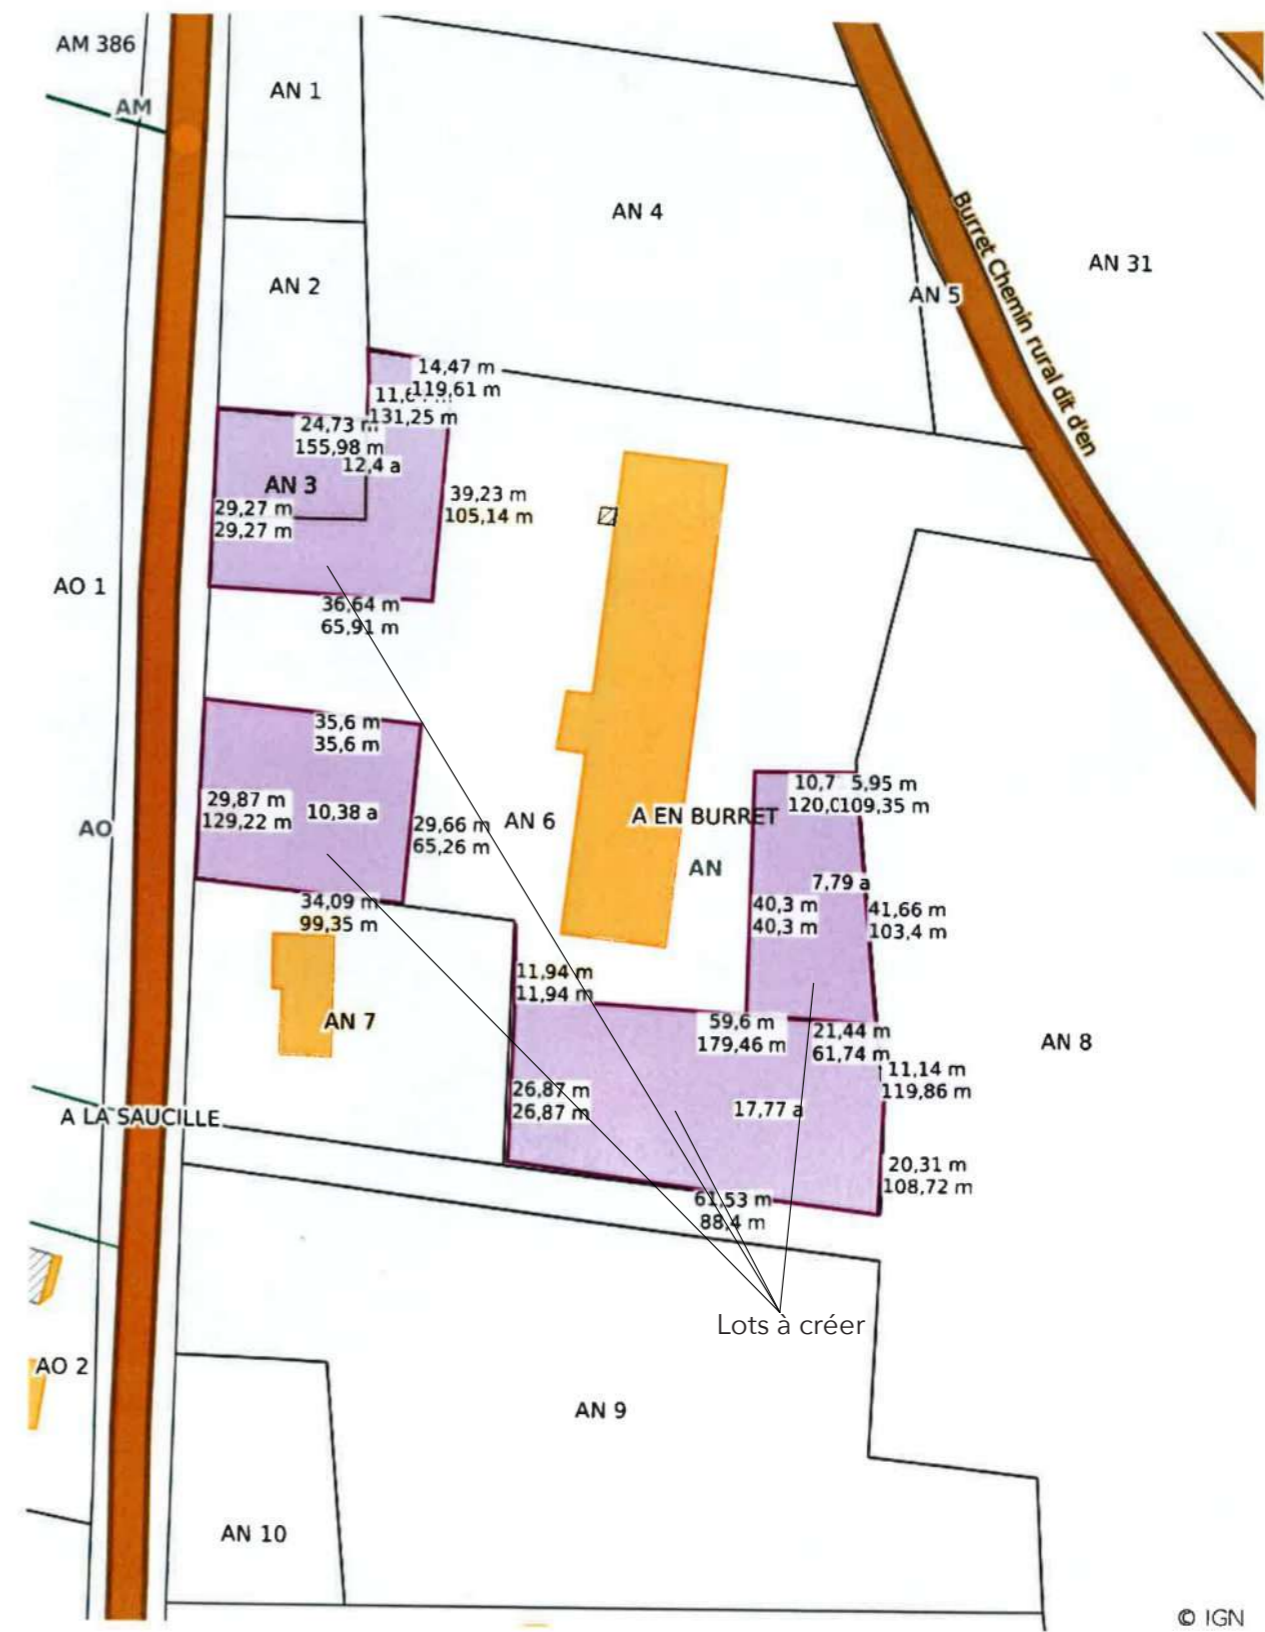 AM 386
AM
AN 1
AN 4
AN 2
AN 5
AN 31
Burret Chemin rural dit d'en
14,47 m
119,61 m
131,25 m
24,73 m
155,98 m
12,4 a
AN 3
29,27 m
29,27 m
39,23 m
105,14 m
AO 1
36,64 m
65,91 m
35,6 m
35,6 m
29,87 m
129,22 m
10,38 a
29,66 m
65,26 m
AN 6
A EN BURRET
AN
AO
10,7
5,95 m
109,35 m
7,79 a
40,3 m
40,3 m
41,66 m
103,4 m
34,09 m
99,35 m
11,94 m
11,94 m
AN 7
59,6 m
179,46 m
21,44 m
61,74 m
AN 8
11,14 m
119,86 m
26,87 m
26,87 m
17,77 a
A LA SAUCILLE
20,31 m
108,72 m
61,53 m
88,4 m
Lots à créer
AO 2
AN 9
AN 10
© IGN